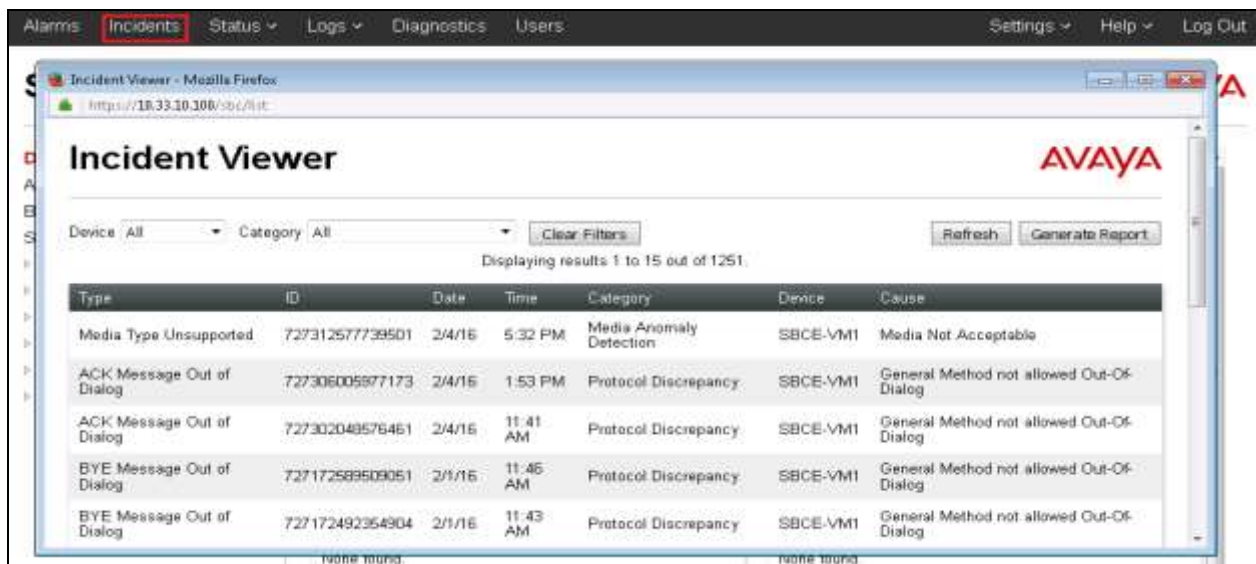 Alarms Incidents Status Logs Diagnostics Users Settings Help Log Out
Incident Viewer - Mozilla Firefox
https://10.33.10.108/sbc/list
Incident Viewer
AVAYA
Device All Category All Clear Filters Refresh Generate Report
Displaying results 1 to 15 out of 1251.
Type ID Date Time Category Device Cause
Media Type Unsupported 727312577739501 2/4/16 5:32 PM Media Anomaly Detection SBCE-VM1 Media Not Acceptable
ACK Message Out of Dialog 727306005977173 2/4/16 1:53 PM Protocol Discrepancy SBCE-VM1 General Method not allowed Out-Of-Dialog
ACK Message Out of Dialog 727302048576461 2/4/16 11:41 AM Protocol Discrepancy SBCE-VM1 General Method not allowed Out-Of-Dialog
BYE Message Out of Dialog 727172589509051 2/1/16 11:46 AM Protocol Discrepancy SBCE-VM1 General Method not allowed Out-Of-Dialog
BYE Message Out of Dialog 727172492354904 2/1/16 11:43 AM Protocol Discrepancy SBCE-VM1 General Method not allowed Out-Of-Dialog
None found. None found.